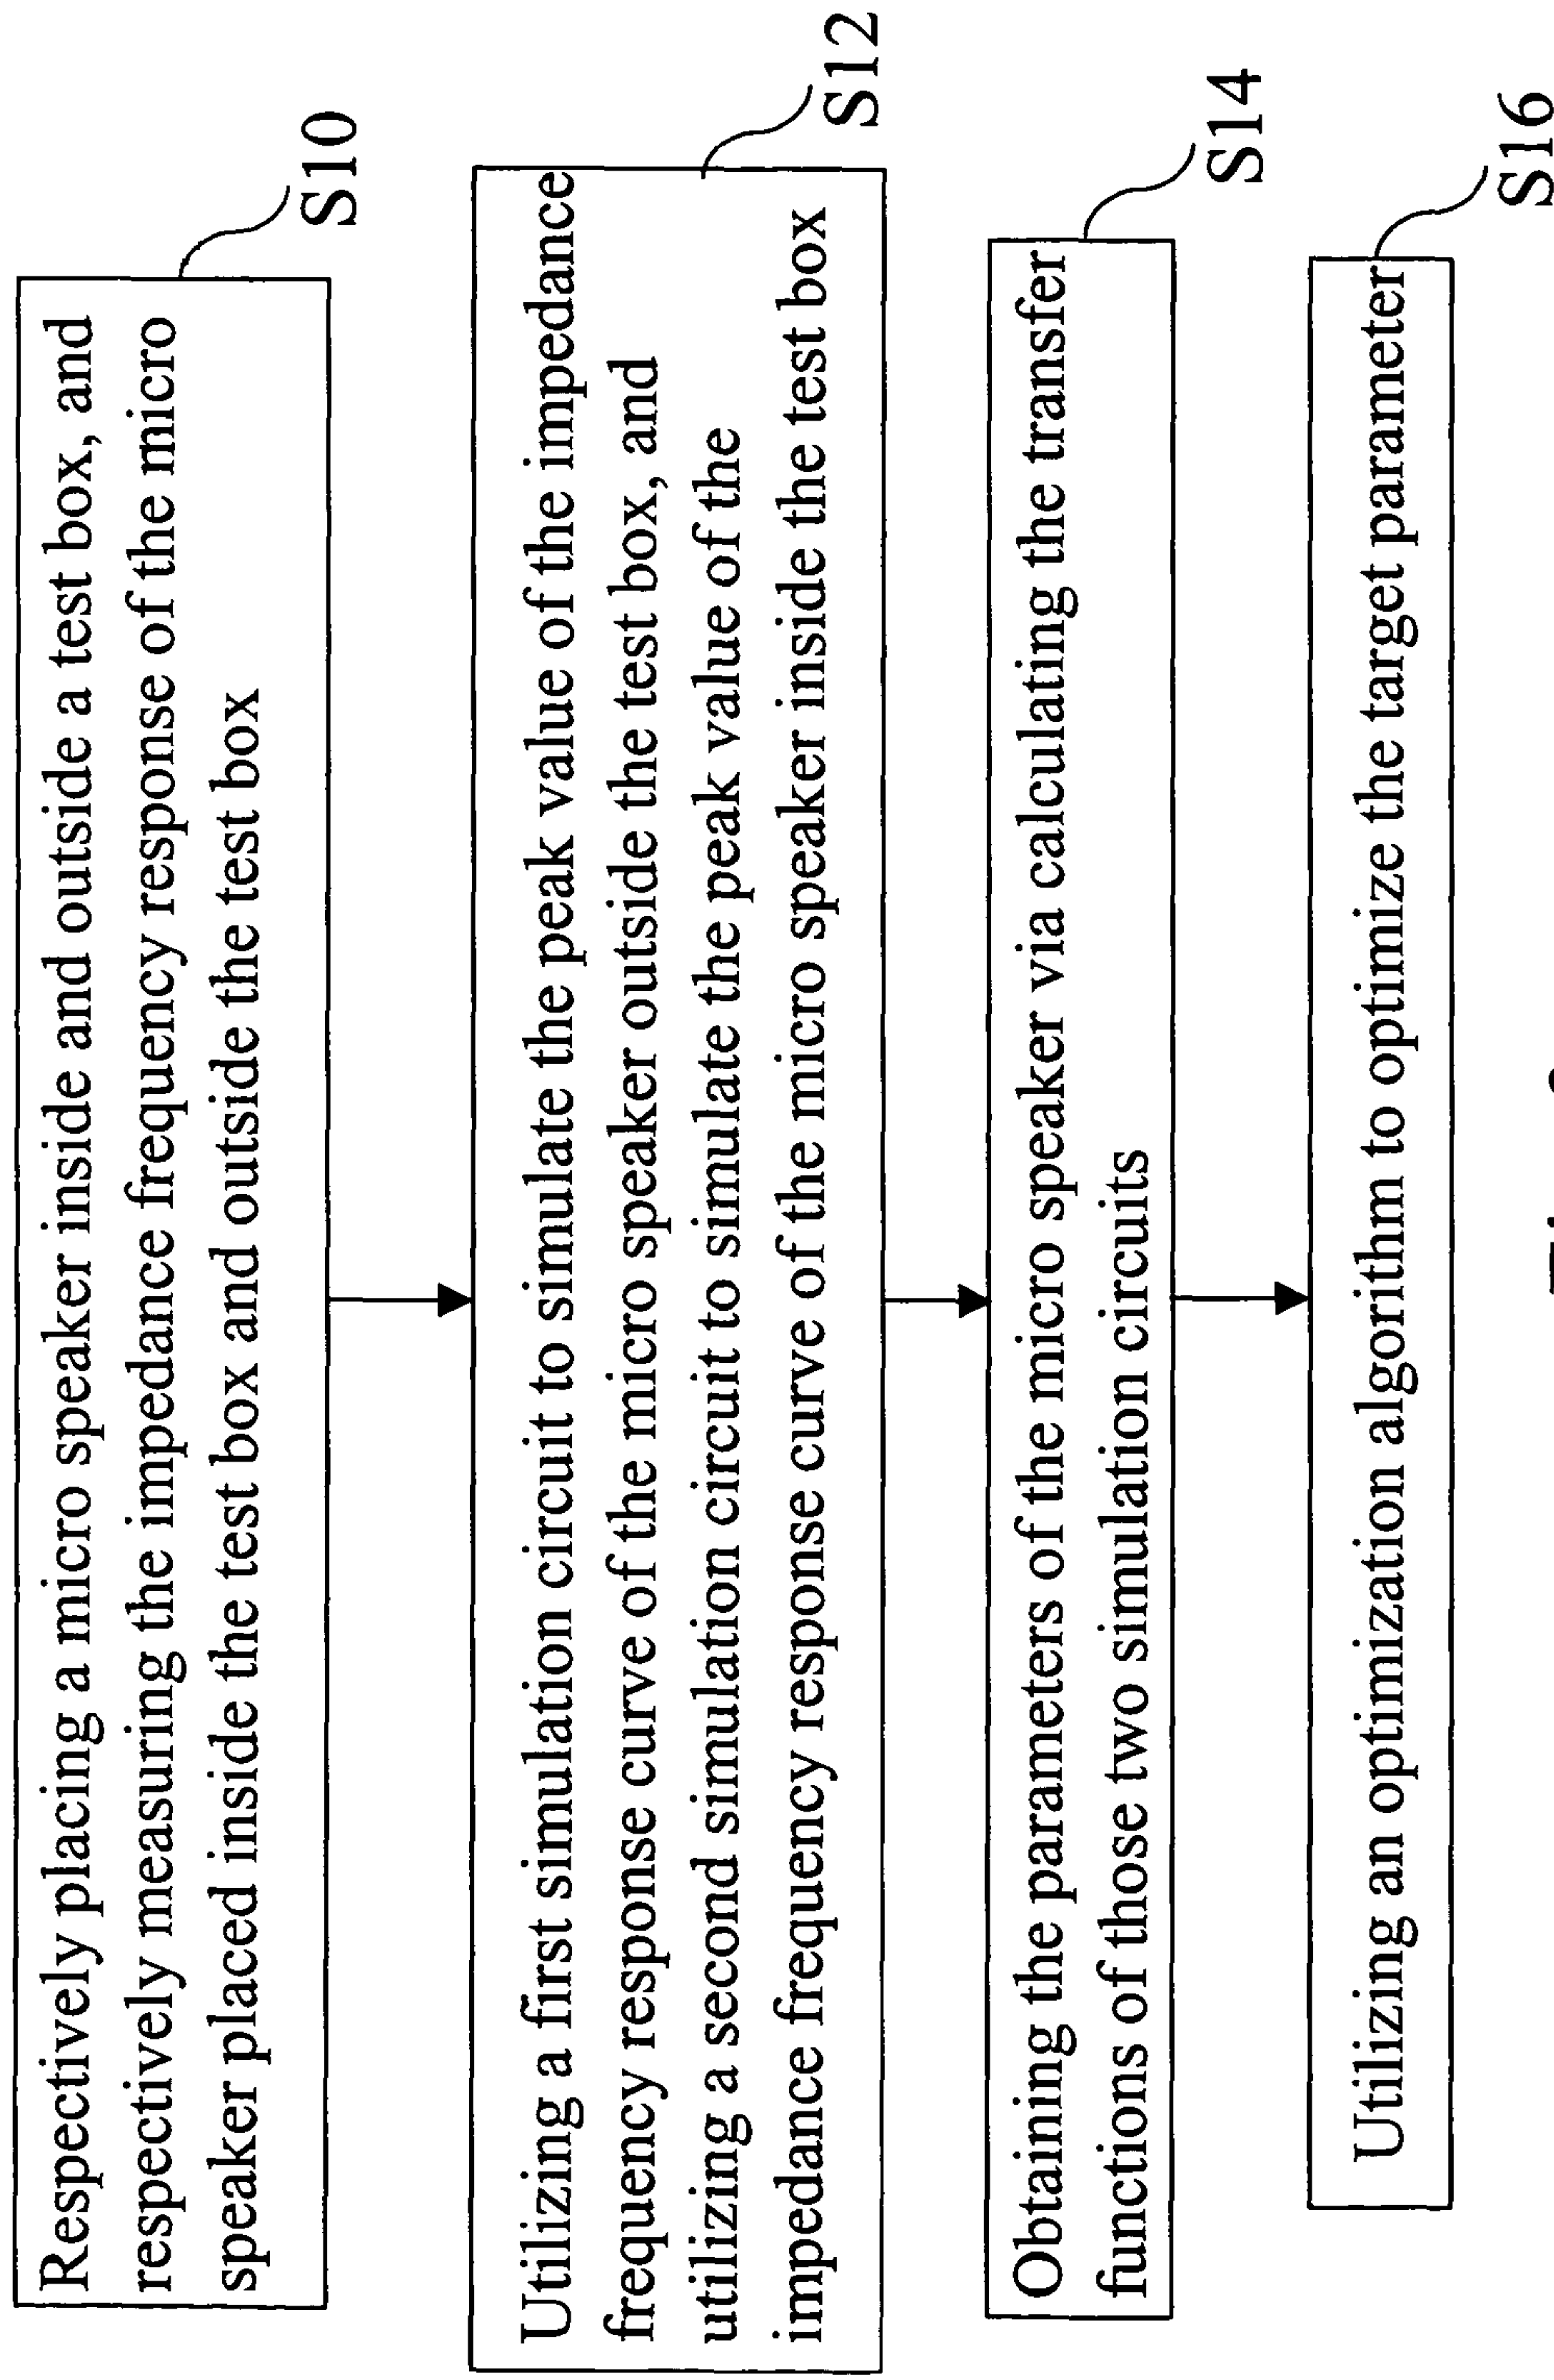 Respectively placing a micro speaker inside and outside a test box, and
respectively measuring the impedance frequency response of the micro
speaker placed inside the test box and outside the test box
S10
Utilizing a first simulation circuit to simulate the peak value of the impedance
frequency response curve of the micro speaker outside the test box, and
utilizing a second simulation circuit to simulate the peak value of the
impedance frequency response curve of the micro speaker inside the test box
S12
Obtaining the parameters of the micro speaker via calculating the transfer
functions of those two simulation circuits
S14
Utilizing an optimization algorithm to optimize the target parameter
S16